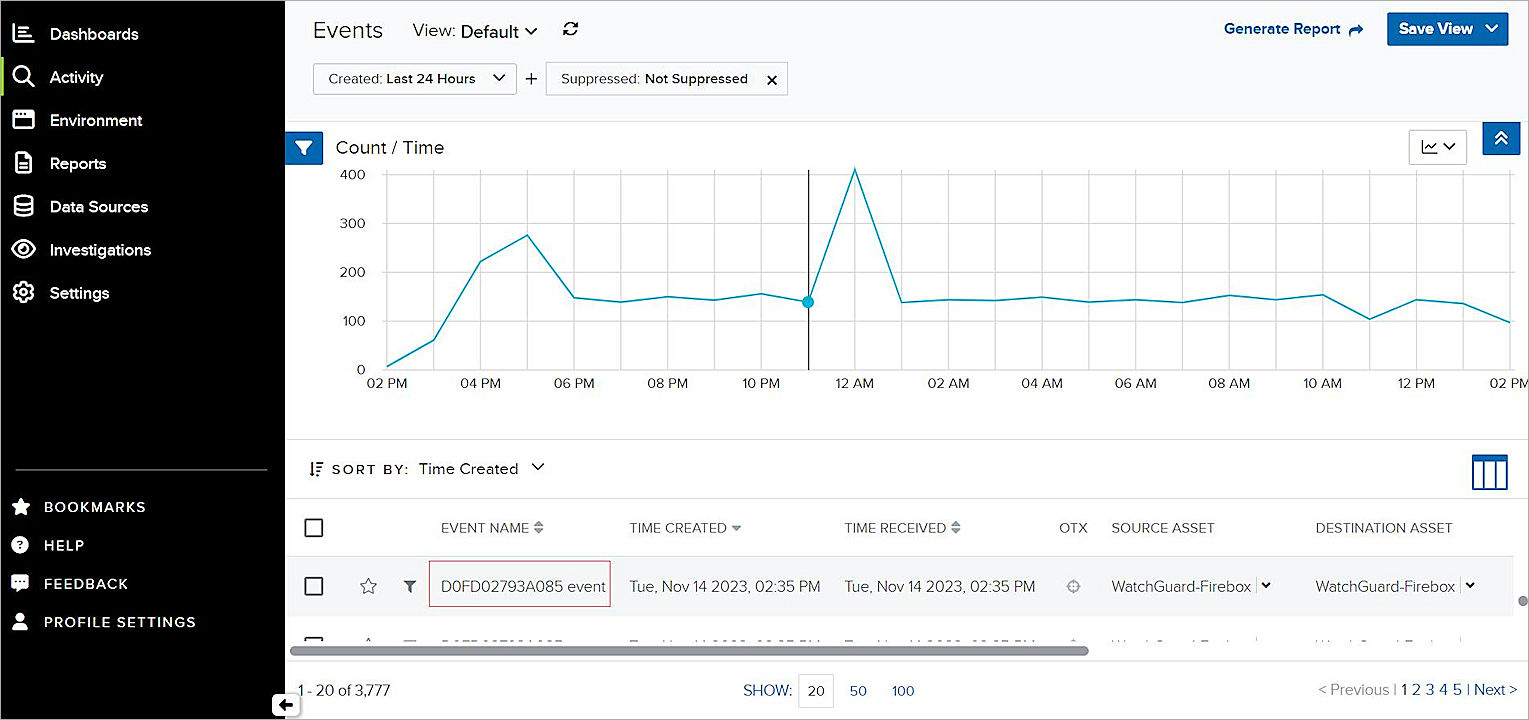 Dashboards
Activity
Environment
Reports
Data Sources
Investigations
Settings
BOOKMARKS
HELP
FEEDBACK
PROFILE SETTINGS
Events View: Default Generate Report Save View
Created: Last 24 Hours + Suppressed: Not Suppressed ×
Count / Time
400
300
200
100
0
02 PM 04 PM 06 PM 08 PM 10 PM 12 AM 02 AM 04 AM 06 AM 08 AM 10 AM 12 PM 02 PM
SORT BY: Time Created
EVENT NAME TIME CREATED TIME RECEIVED OTX SOURCE ASSET DESTINATION ASSET
D0FD02793A085 event Tue, Nov 14 2023, 02:35 PM Tue, Nov 14 2023, 02:35 PM WatchGuard-Firebox WatchGuard-Firebox
1 - 20 of 3,777 SHOW: 20 50 100 < Previous | 1 2 3 4 5 | Next >